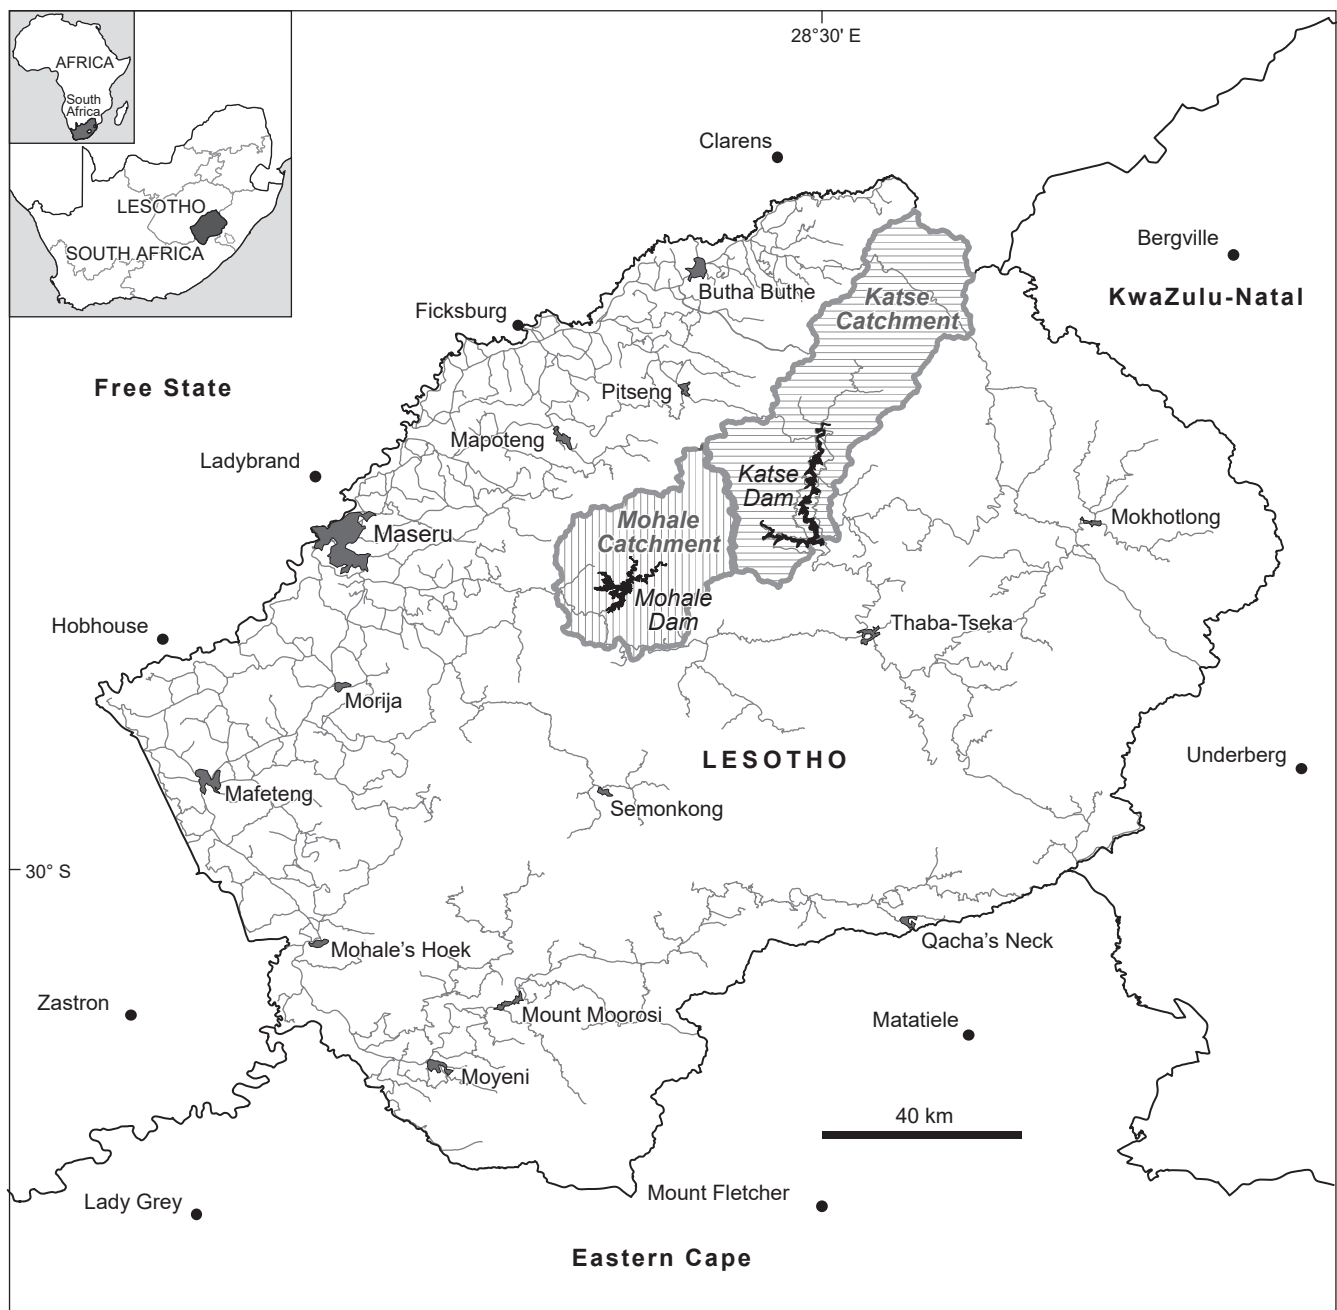 28°30' E
AFRICA
South
Africa
LESOTHO
SOUTH AFRICA
Clarens
Bergville
KwaZulu-Natal
Butha Buthe
Katse
Catchment
Ficksburg
Free State
Pitseng
Mapoteng
Ladybrand
Katse
Dam
Mohale
Catchment
Mokhotlong
Maseru
Mohale
Dam
Thaba-Tseka
Hobhouse
Morija
LESOTHO
Underberg
Mafeteng
Semonkong
30° S
Qacha's Neck
Mohale's Hoek
Zastron
Mount Moorosi
Matatiele
Moyeni
40 km
Mount Fletcher
Lady Grey
Eastern Cape